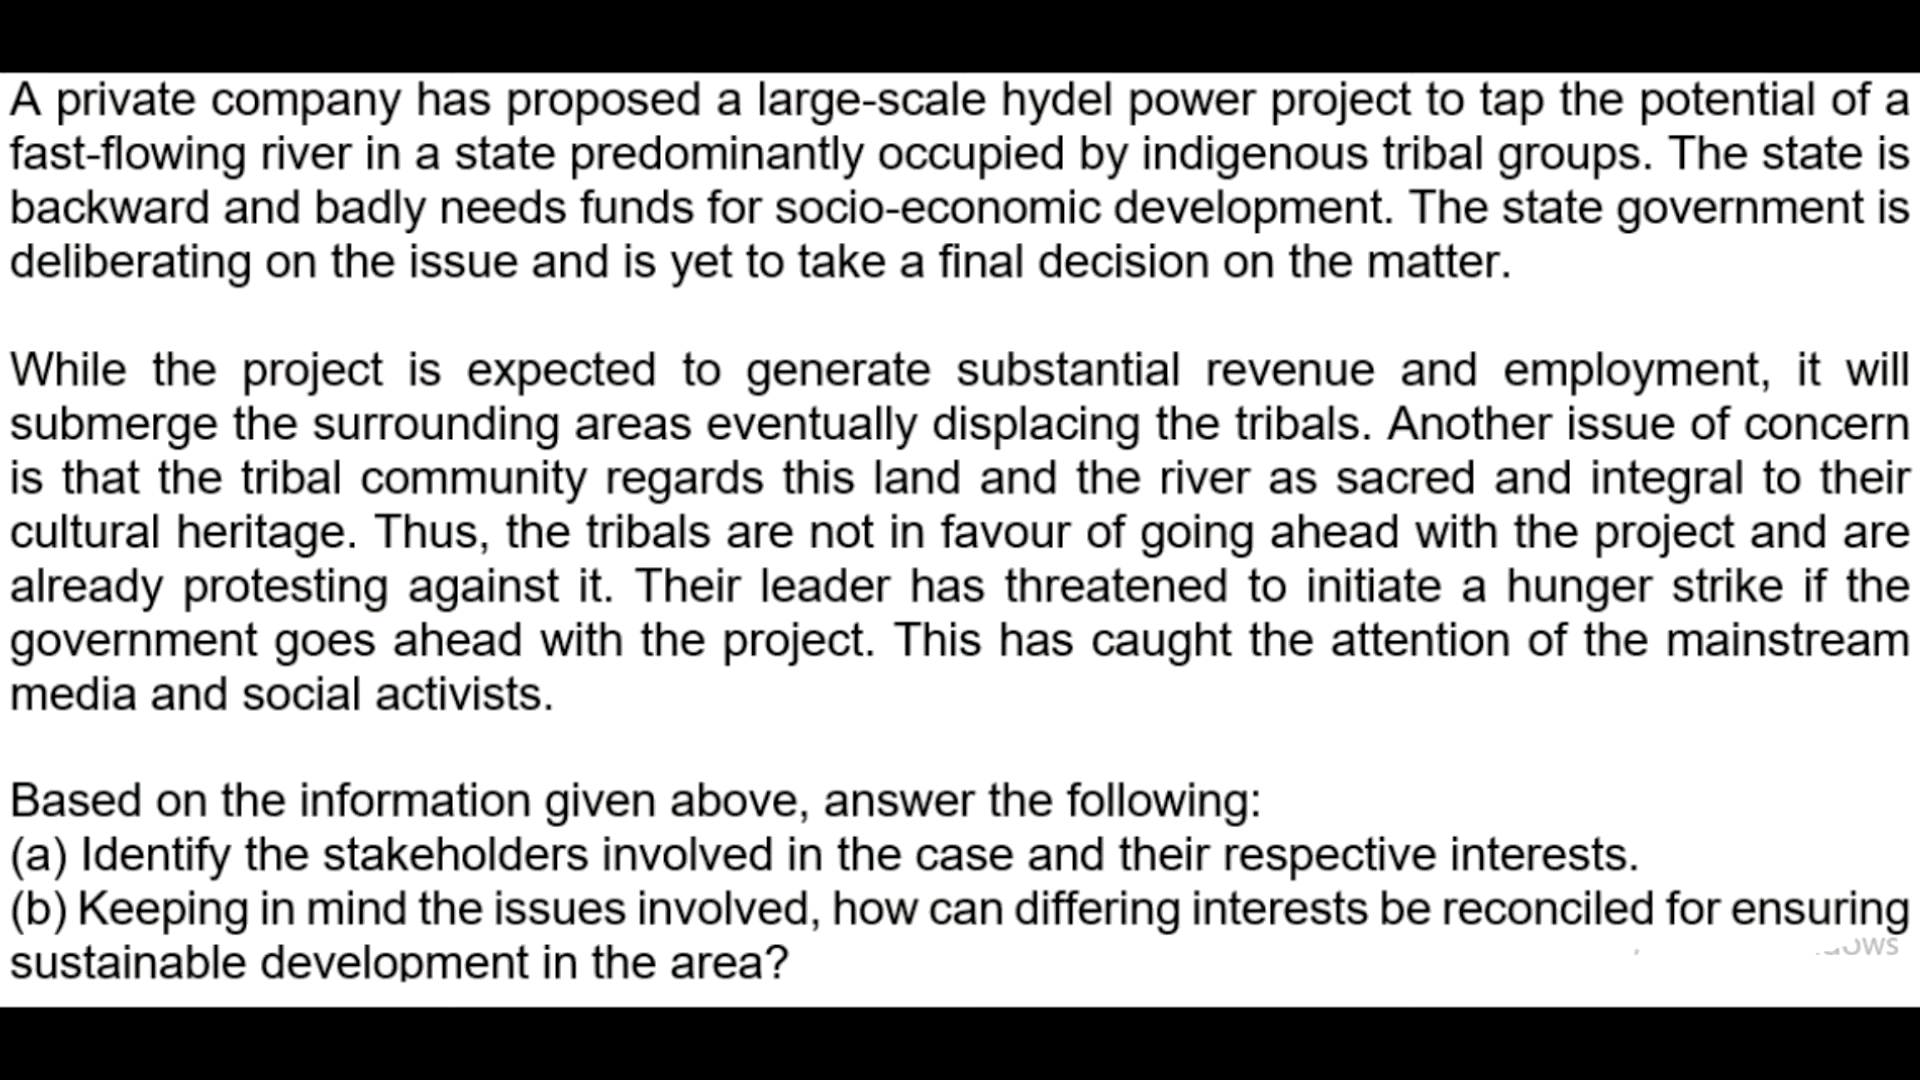 A private company has proposed a large-scale hydel power project to tap the potential of a
fast-flowing river in a state predominantly occupied by indigenous tribal groups. The state is
backward and badly needs funds for socio-economic development. The state government is
deliberating on the issue and is yet to take a final decision on the matter.
While the project is expected to generate substantial revenue and employment, it will
submerge the surrounding areas eventually displacing the tribals. Another issue of concern
is that the tribal community regards this land and the river as sacred and integral to their
cultural heritage. Thus, the tribals are not in favour of going ahead with the project and are
already protesting against it. Their leader has threatened to initiate a hunger strike if the
government goes ahead with the project. This has caught the attention of the mainstream
media and social activists.
Based on the information given above, answer the following:
(a) Identify the stakeholders involved in the case and their respective interests.
(b) Keeping in mind the issues involved, how can differing interests be reconciled for ensuring
sustainable development in the area?